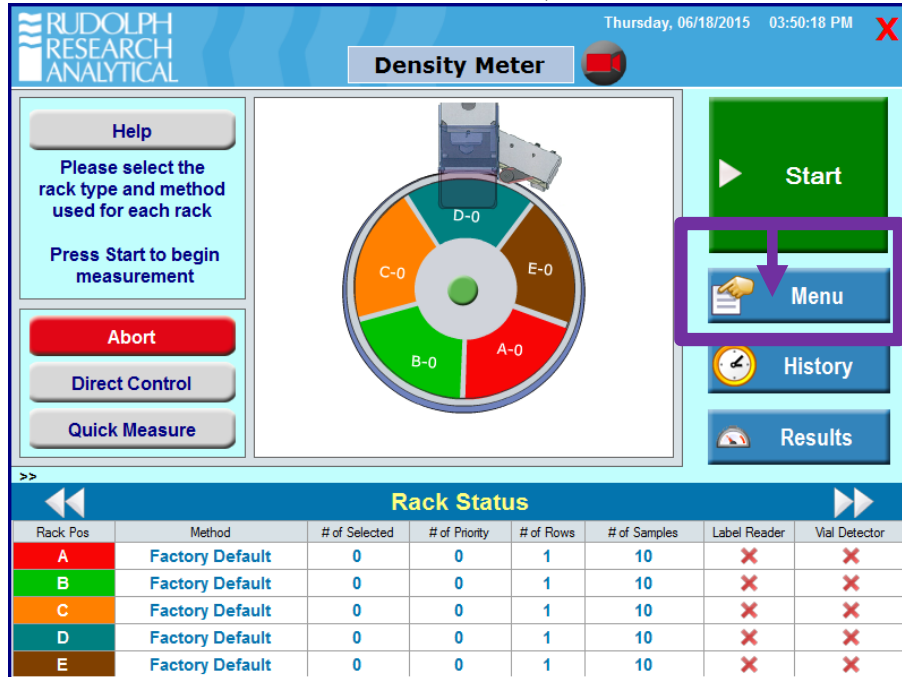 RUDOLPH
RESEARCH
ANALYTICAL
Thursday, 06/18/2015 03:50:18 PM
X
Density Meter
Help
Please select the
rack type and method
used for each rack
Press Start to begin
measurement
Abort
Direct Control
Quick Measure
D-0
C-0
E-0
B-0
A-0
Start
Menu
History
Results
>>
Rack Status
Rack Pos Method # of Selected # of Priority # of Rows # of Samples Label Reader Vial Detector
A Factory Default 0 0 1 10
B Factory Default 0 0 1 10
C Factory Default 0 0 1 10
D Factory Default 0 0 1 10
E Factory Default 0 0 1 10